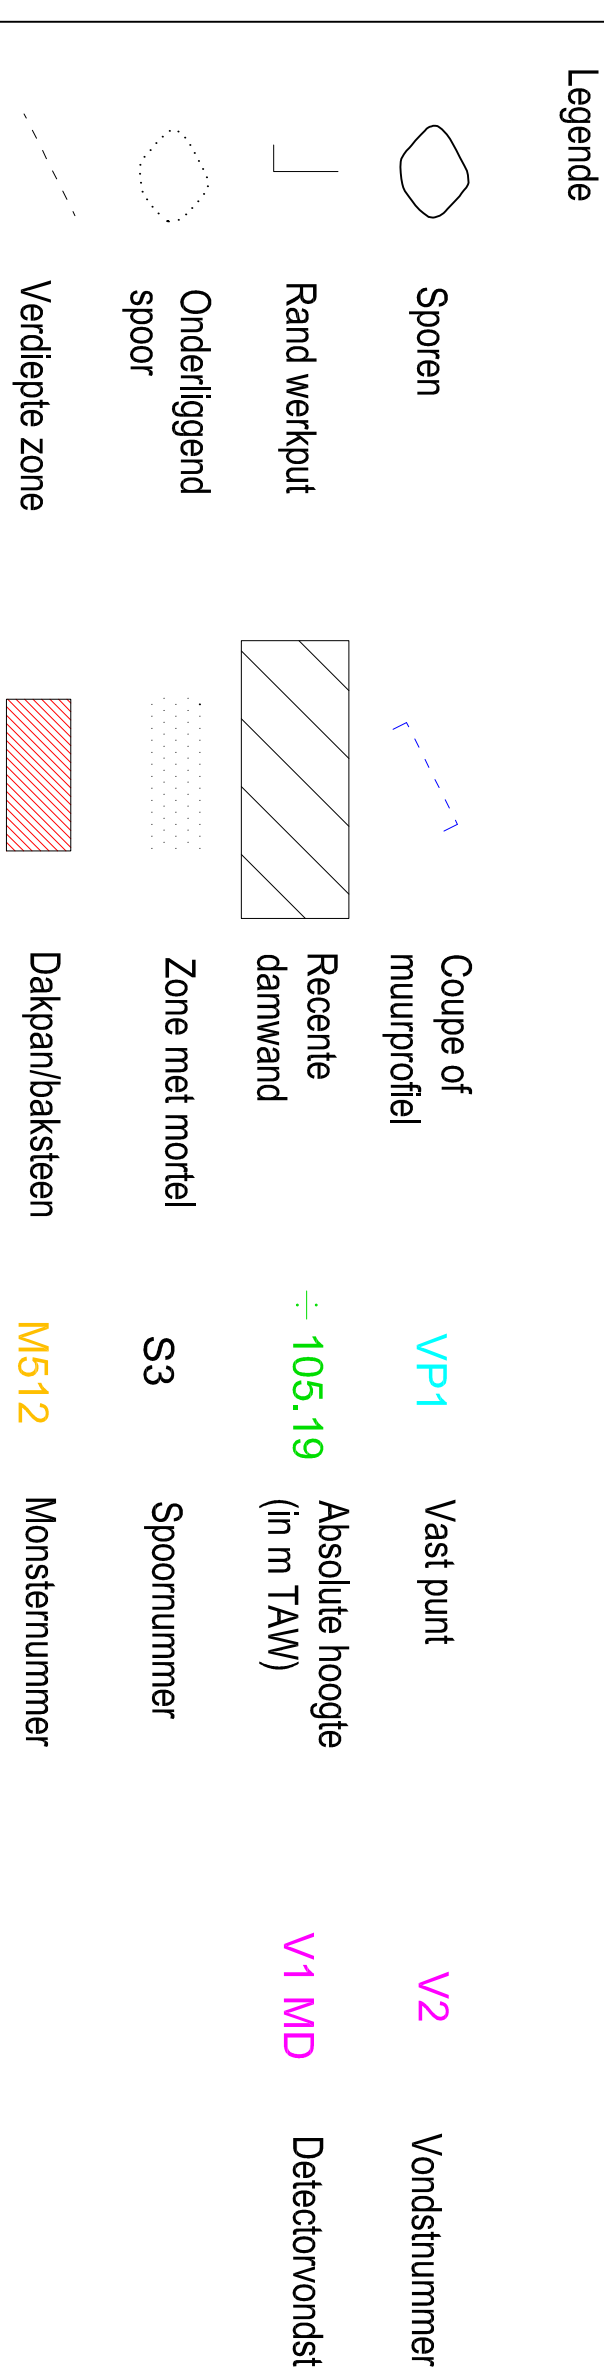 Legende
Sporen
Rand werkput
Onderliggend
spoor
Verdiepte zone
Coupe of
muurprofiel
Recente
damwand
Zone met mortel
Dakpan/baksteen
VP1
Vast punt
105.19
Absolute hoogte
(in m TAW)
S3
Spoornummer
M512
Monsternummer
V2
Vondstnummer
V1 MD
Detectorvondst